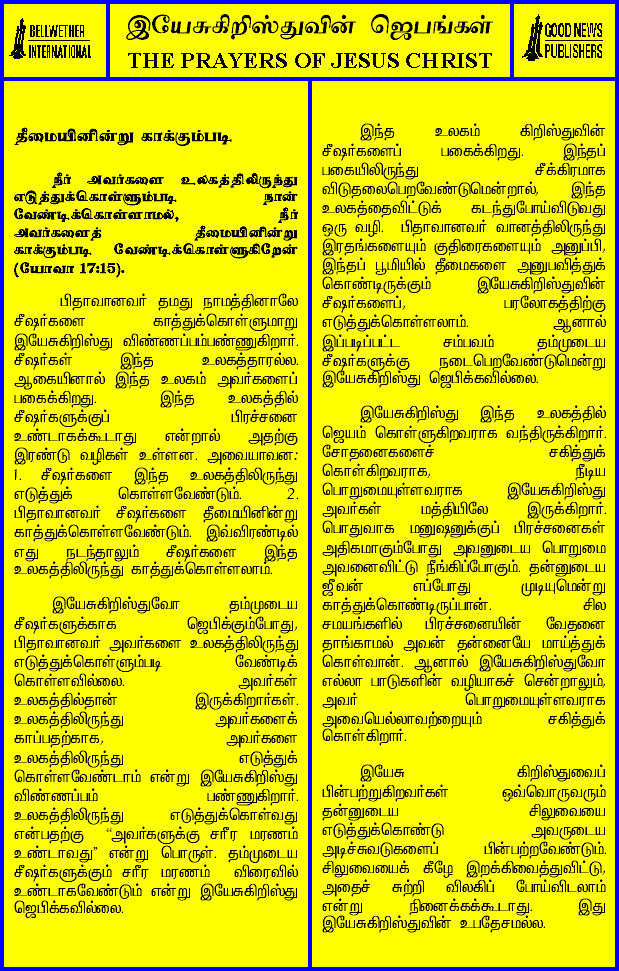 BELLWETHER
INTERNATIONAL
இயேசுகிறிஸ்துவின் ஜெபங்கள்
THE PRAYERS OF JESUS CHRIST
GOOD NEWS
PUBLISHERS
தீமையினின்று காக்கும்படி.
நீர் அவர்களை உலகத்திலிருந்து
எடுத்துக்கொள்ளும்படி நான்
வேண்டிக்கொள்ளாமல், நீர்
அவர்களைத் தீமையினின்று
காக்கும்படி வேண்டிக்கொள்ளுகிறேன்
(யோவா 17:15).
பிதாவானவர் தமது நாமத்தினாலே
சீஷர்களை காத்துக்கொள்ளுமாறு
இயேசுகிறிஸ்து விண்ணப்பம்பண்ணுகிறார்.
சீஷர்கள் இந்த உலகத்தாரல்ல.
ஆகையினால் இந்த உலகம் அவர்களைப்
பகைக்கிறது. இந்த உலகத்தில்
சீஷர்களுக்குப் பிரச்சனை
உண்டாகக்கூடாது என்றால் அதற்கு
இரண்டு வழிகள் உள்ளன. அவையாவன:
1. சீஷர்களை இந்த உலகத்திலிருந்து
எடுத்துக் கொள்ளவேண்டும். 2.
பிதாவானவர் சீஷர்களை தீமையினின்று
காத்துக்கொள்ளவேண்டும். இவ்விரண்டில்
எது நடந்தாலும் சீஷர்களை இந்த
உலகத்திலிருந்து காத்துக்கொள்ளலாம்.
இயேசுகிறிஸ்துவோ தம்முடைய
சீஷர்களுக்காக ஜெபிக்கும்போது,
பிதாவானவர் அவர்களை உலகத்திலிருந்து
எடுத்துக்கொள்ளும்படி வேண்டிக்
கொள்ளவில்லை. அவர்கள்
உலகத்தில்தான் இருக்கிறார்கள்.
உலகத்திலிருந்து அவர்களைக்
காப்பதற்காக, அவர்களை
உலகத்திலிருந்து எடுத்துக்
கொள்ளவேண்டாம் என்று இயேசுகிறிஸ்து
விண்ணப்பம் பண்ணுகிறார்.
உலகத்திலிருந்து எடுத்துக்கொள்வது
என்பதற்கு “அவர்களுக்கு சரீர மரணம்
உண்டாவது” என்று பொருள். தம்முடைய
சீஷர்களுக்கும் சரீர மரணம் விரைவில்
உண்டாகவேண்டும் என்று இயேசுகிறிஸ்து
ஜெபிக்கவில்லை.
இந்த உலகம் கிறிஸ்துவின்
சீஷர்களைப் பகைக்கிறது. இந்தப்
பகையிலிருந்து சீக்கிரமாக
விடுதலைபெறவேண்டுமென்றால், இந்த
உலகத்தைவிட்டுக் கடந்துபோய்விடுவது
ஒரு வழி. பிதாவானவர் வானத்திலிருந்து
இரதங்களையும் குதிரைகளையும் அனுப்பி,
இந்தப் பூமியில் தீமைகளை அனுபவித்துக்
கொண்டிருக்கும் இயேசுகிறிஸ்துவின்
சீஷர்களைப், பரலோகத்திற்கு
எடுத்துக்கொள்ளலாம். ஆனால்
இப்படிப்பட்ட சம்பவம் தம்முடைய
சீஷர்களுக்கு நடைபெறவேண்டுமென்று
இயேசுகிறிஸ்து ஜெபிக்கவில்லை.
இயேசுகிறிஸ்து இந்த உலகத்தில்
ஜெயம் கொள்ளுகிறவராக வந்திருக்கிறார்.
சோதனைகளைச் சகித்துக்
கொள்கிறவராக, நீடிய
பொறுமையுள்ளவராக இயேசுகிறிஸ்து
அவர்கள் மத்தியிலே இருக்கிறார்.
பொதுவாக மனுஷனுக்குப் பிரச்சனைகள்
அதிகமாகும்போது அவனுடைய பொறுமை
அவனைவிட்டு நீங்கிப்போகும். தன்னுடைய
ஜீவன் எப்போது முடியுமென்று
காத்துக்கொண்டிருப்பான். சில
சமயங்களில் பிரச்சனையின் வேதனை
தாங்காமல் அவன் தன்னையே மாய்த்துக்
கொள்வான். ஆனால் இயேசுகிறிஸ்துவோ
எல்லா பாடுகளின் வழியாகச் சென்றாலும்,
அவர் பொறுமையுள்ளவராக
அவையெல்லாவற்றையும் சகித்துக்
கொள்கிறார்.
இயேசு கிறிஸ்துவைப்
பின்பற்றுகிறவர்கள் ஒவ்வொருவரும்
தன்னுடைய சிலுவையை
எடுத்துக்கொண்டு அவருடைய
அடிச்சுவடுகளைப் பின்பற்றவேண்டும்.
சிலுவையைக் கீழே இறக்கிவைத்துவிட்டு,
அதைச் சுற்றி விலகிப் போய்விடலாம்
என்று நினைக்கக்கூடாது. இது
இயேசுகிறிஸ்துவின் உபதேசமல்ல.